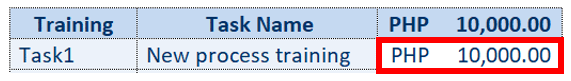 Training Task Name PHP 10,000.00
Task1 New process training PHP 10,000.00